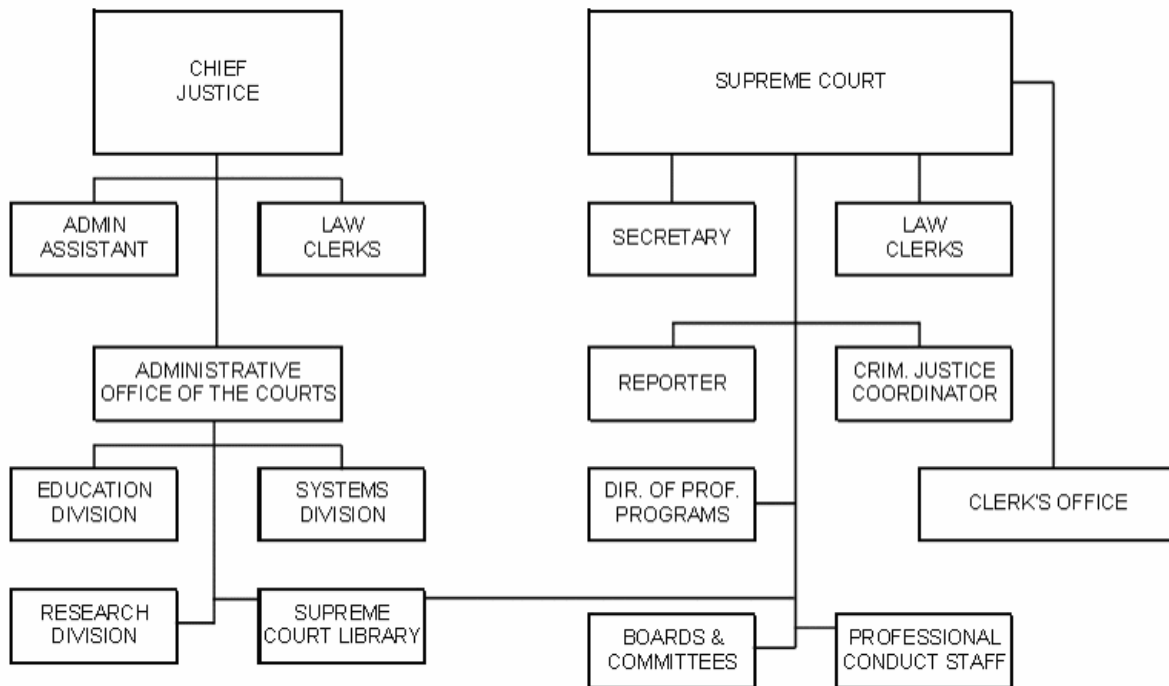 CHIEF
JUSTICE
SUPREME COURT
ADMIN
ASSISTANT
LAW
CLERKS
SECRETARY
LAW
CLERKS
ADMINISTRATIVE
OFFICE OF THE COURTS
REPORTER
CRIM. JUSTICE
COORDINATOR
EDUCATION
DIVISION
SYSTEMS
DIVISION
DIR. OF PROF.
PROGRAMS
CLERK'S OFFICE
RESEARCH
DIVISION
SUPREME
COURT LIBRARY
BOARDS &
COMMITTEES
PROFESSIONAL
CONDUCT STAFF